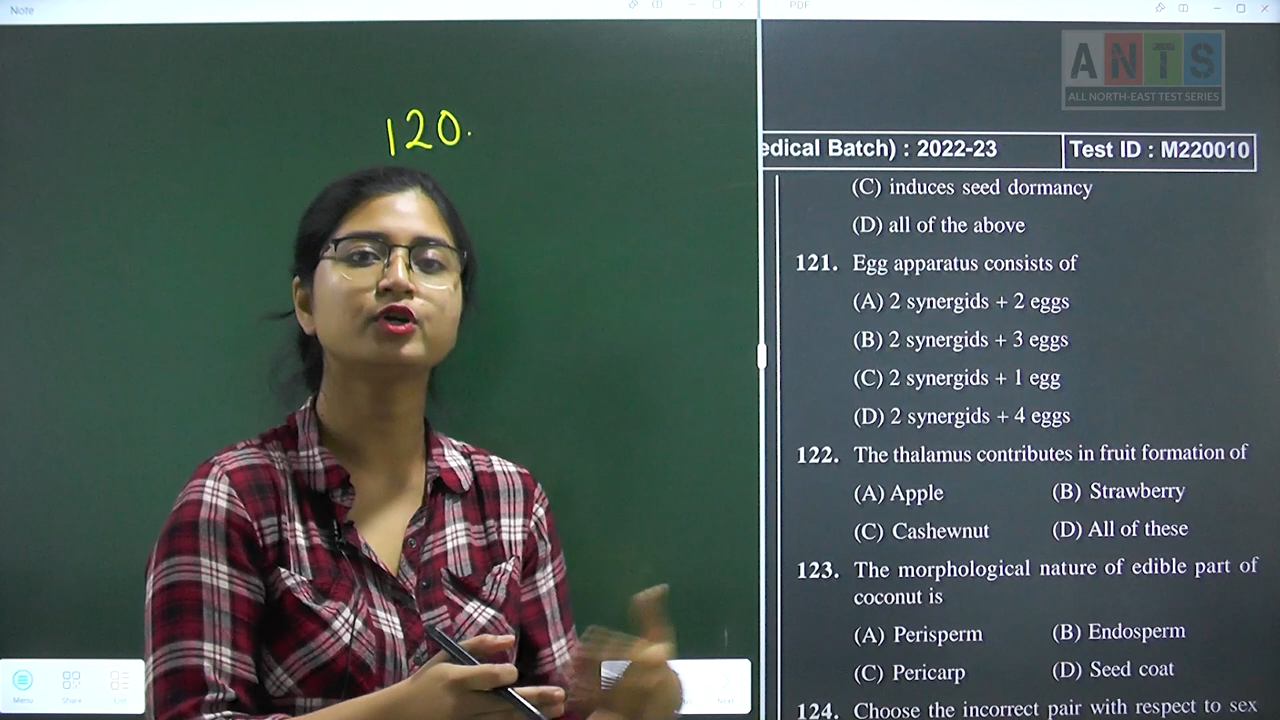 Note
PDF
120.
ANTS
ALL NORTH-EAST TEST SERIES
edical Batch) : 2022-23
Test ID : M220010
(C) induces seed dormancy
(D) all of the above
121. Egg apparatus consists of
(A) 2 synergids + 2 eggs
(B) 2 synergids + 3 eggs
(C) 2 synergids + 1 egg
(D) 2 synergids + 4 eggs
122. The thalamus contributes in fruit formation of
(A) Apple (B) Strawberry
(C) Cashewnut (D) All of these
123. The morphological nature of edible part of
coconut is
(A) Perisperm (B) Endosperm
(C) Pericarp (D) Seed coat
124. Choose the incorrect pair with respect to sex
Menu Share List Next